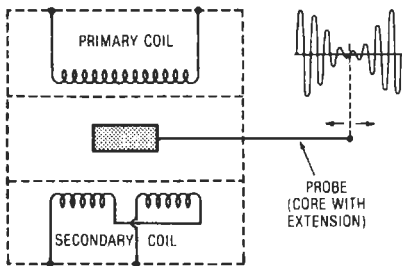 PRIMARY COIL
PROBE
(CORE WITH
EXTENSION)
SECONDARY COIL